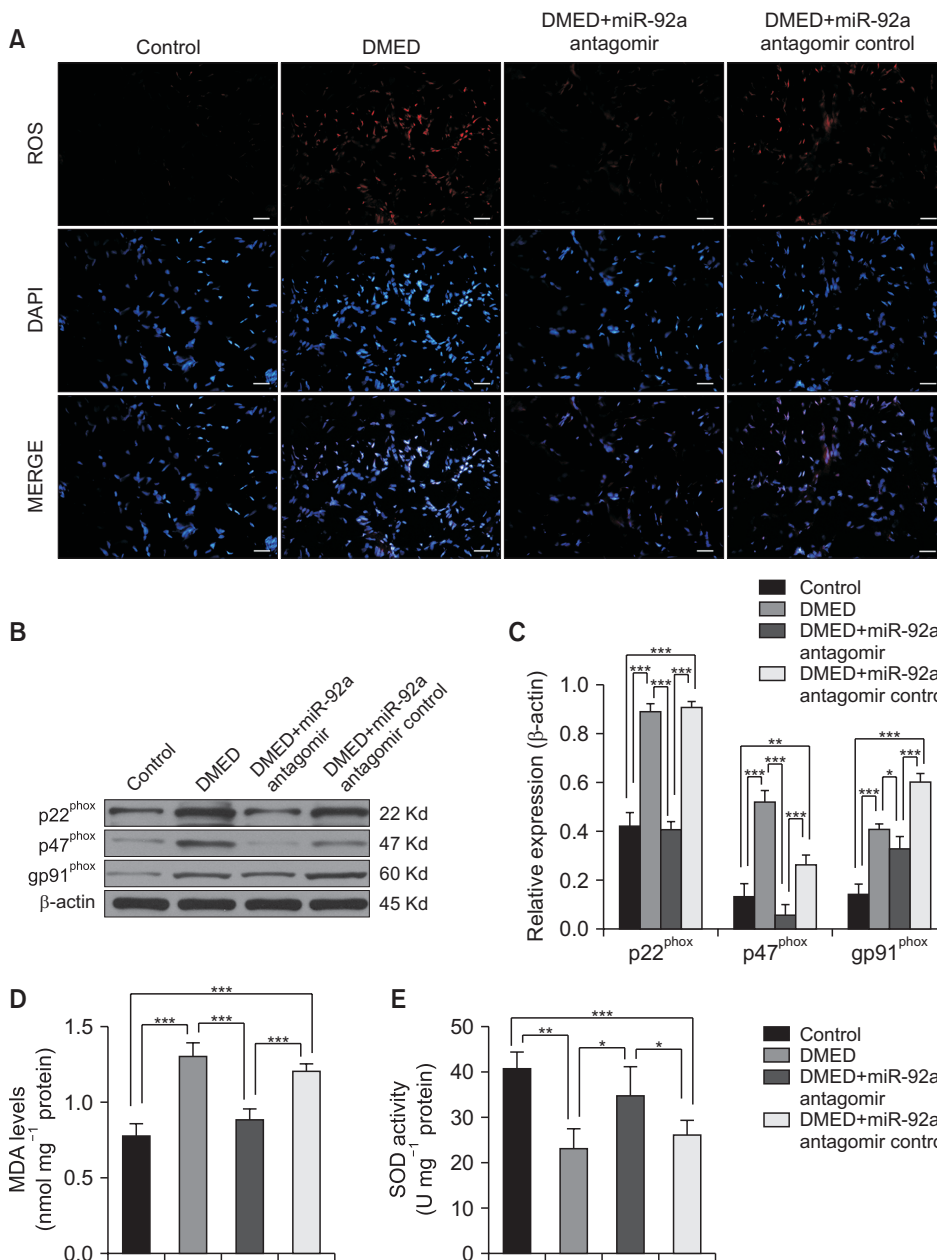 A
Control
DMED
DMED+miR-92a
antagomir
DMED+miR-92a
antagomir control
ROS
DAPI
MERGE
B
Control
DMED
DMED+miR-92a
antagomir
DMED+miR-92a
antagomir control
p22phox
22 Kd
p47phox
47 Kd
gp91phox
60 Kd
β-actin
45 Kd
C
Control
DMED
DMED+miR-92a
antagomir
DMED+miR-92a
antagomir control
Relative expression (β-actin)
1.0
0.8
0.6
0.4
0.2
0.0
***
***
***
***
**
***
***
***
***
***
*
***
p22phox
p47phox
gp91phox
D
MDA levels
(nmol mg−1 protein)
1.5
1.0
0.5
0.0
***
***
***
***
E
SOD activity
(U mg−1 protein)
50
40
30
20
10
0
***
**
*
*
Control
DMED
DMED+miR-92a
antagomir
DMED+miR-92a
antagomir control